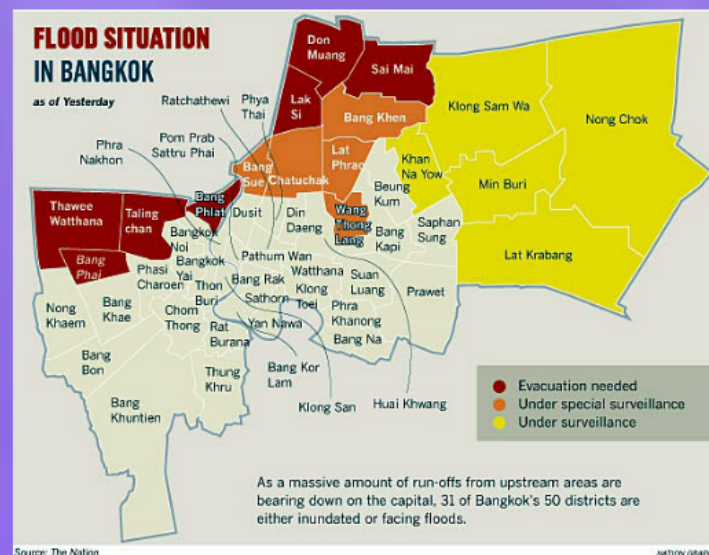 FLOOD SITUATION
IN BANGKOK
as of Yesterday
Don
Muang
Sai Mai
Lak
Si
Bang Khen
Klong Sam Wa
Nong Chok
Ratchathewi
Phya
Thai
Pom Prab
Sattru Phai
Phra
Nakhon
Bang
Sue
Chatuchak
Lat
Phrao
Khan
Na Yow
Min Buri
Beung
Kum
Thawee
Watthana
Taling
chan
Bang
Phlat
Dusit
Din
Daeng
Wang
Thong
Lang
Bang
Kapi
Saphan
Sung
Lat Krabang
Bangkok
Noi
Bang
Phai
Phasi
Charoen
Bangkok
Yai
Pathum Wan
Bang Rak
Watthana
Suan
Luang
Prawet
Thon
Buri
Sathorn
Klong
Toei
Phra
Khanong
Nong
Khaem
Bang
Khae
Chom
Thong
Rat
Burana
Yan Nawa
Bang Na
Bang
Bon
Thung
Khru
Bang Kor
Lam
Klong San
Huai Khwang
Bang
Khuntien
Evacuation needed
Under special surveillance
Under surveillance
As a massive amount of run-offs from upstream areas are
bearing down on the capital, 31 of Bangkok's 50 districts are
either inundated or facing floods.
Source: The Nation
NATION GRAP